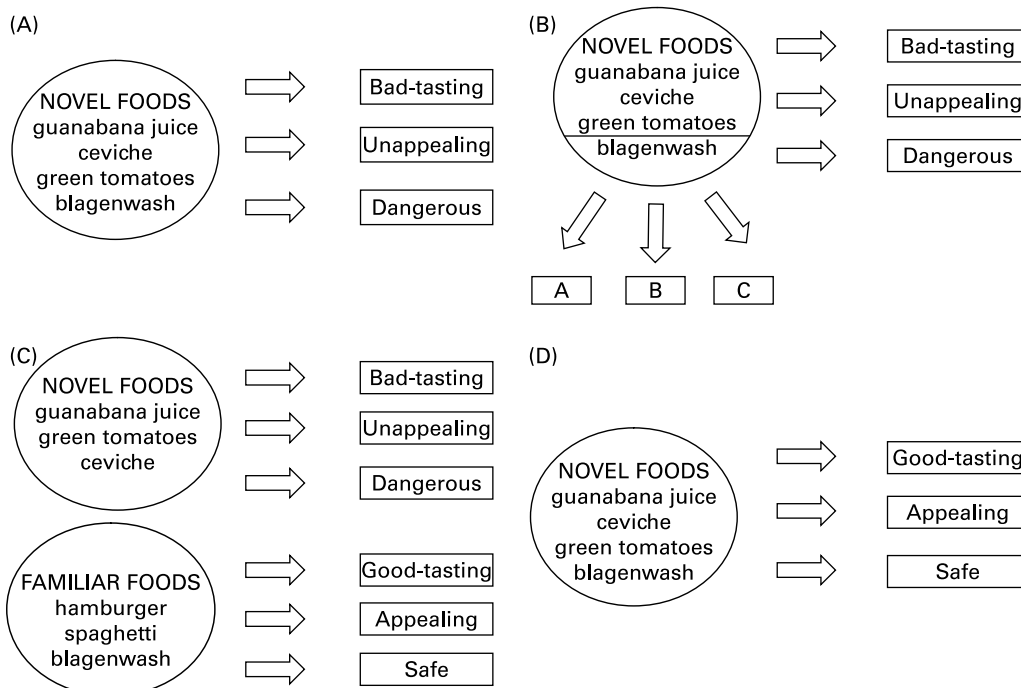 (A)
NOVEL FOODS
guanabana juice
ceviche
green tomatoes
blagenwash
Bad-tasting
Unappealing
Dangerous
(B)
NOVEL FOODS
guanabana juice
ceviche
green tomatoes
blagenwash
Bad-tasting
Unappealing
Dangerous
A
B
C
(C)
NOVEL FOODS
guanabana juice
green tomatoes
ceviche
Bad-tasting
Unappealing
Dangerous
FAMILIAR FOODS
hamburger
spaghetti
blagenwash
Good-tasting
Appealing
Safe
(D)
NOVEL FOODS
guanabana juice
ceviche
green tomatoes
blagenwash
Good-tasting
Appealing
Safe